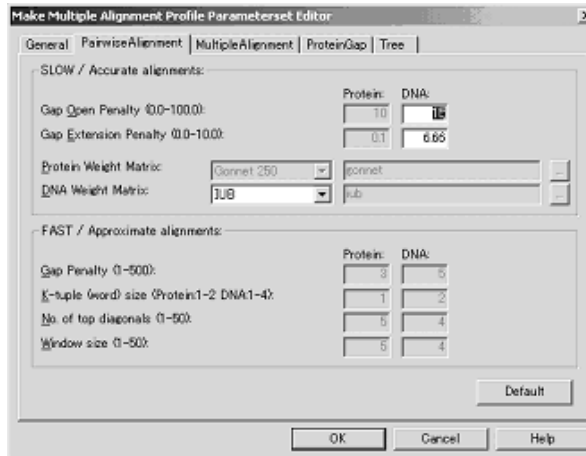 Make Multiple Alignment Profile Parameterset Editor
General PairwiseAlignment MultipleAlignment ProteinGap Tree
SLOW / Accurate alignments:
Protein: DNA:
Gap Open Penalty (0.0-100.0): 10
Gap Extension Penalty (0.0-10.0): 0.1 6.66
Protein Weight Matrix: Gonnet 250 gonnet ...
DNA Weight Matrix: IUB iub ...
FAST / Approximate alignments:
Protein: DNA:
Gap Penalty (1-500): 3 5
K-tuple (word) size (Protein:1-2 DNA:1-4): 1 2
No. of top diagonals (1-50): 5 4
Window size (1-50): 5 4
Default
OK Cancel Help